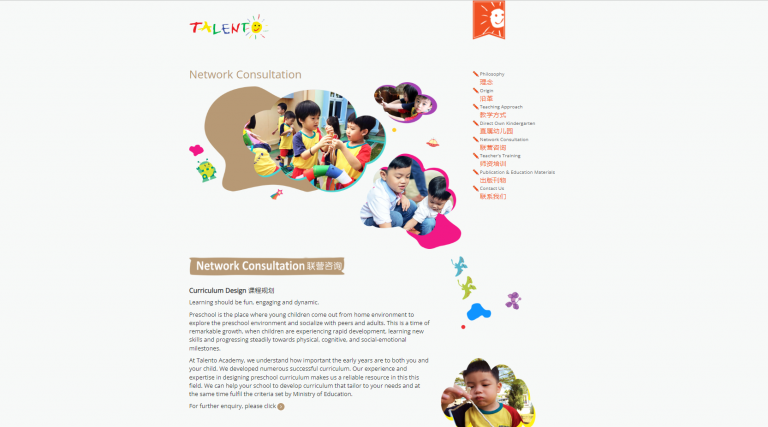 TALENTO
Network Consultation
Philosophy
理念
Origin
沿革
Teaching Approach
教学方式
Direct Own Kindergarten
直属幼儿园
Network Consultation
联营咨询
Teacher's Training
师资培训
Publication & Education Materials
出版刊物
Contact Us
联系我们
Network Consultation 联营咨询
Curriculum Design 课程规划
Learning should be fun, engaging and dynamic.
Preschool is the place where young children come out from home environment to
explore the preschool environment and socialize with peers and adults. This is a time of
remarkable growth, when children are experiencing rapid development, learning new
skills and progressing steadily towards physical, cognitive, and social-emotional
milestones.
At Talento Academy, we understand how important the early years are to both you and
your child. We developed numerous successful curriculum. Our experience and
expertise in designing preschool curriculum makes us a reliable resource in this this
field. We can help your school to develop curriculum that tailor to your needs and at
the same time fulfil the criteria set by Ministry of Education.
For further enquiry, please click